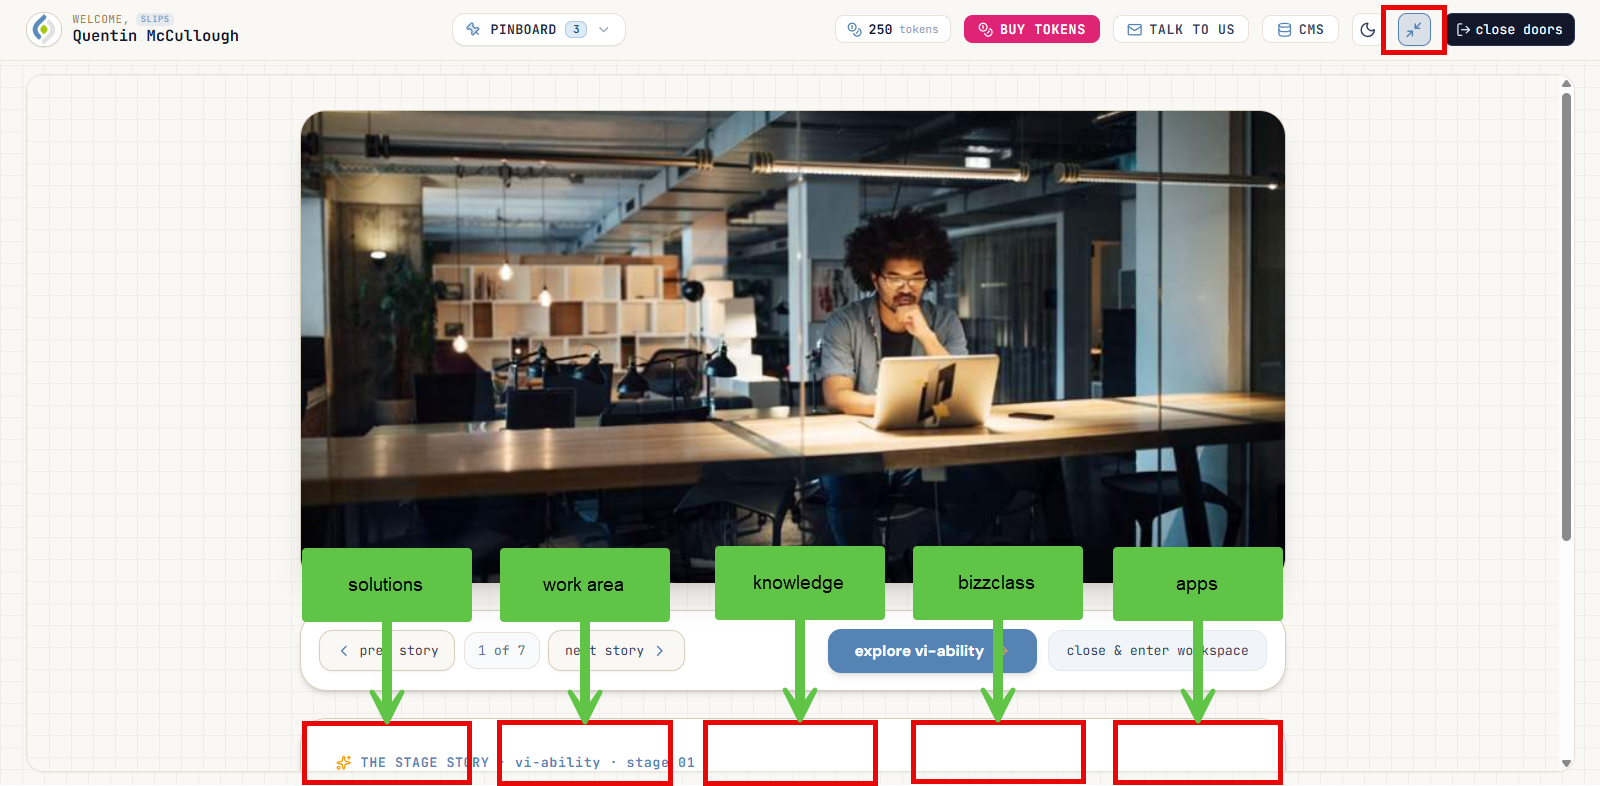 WELCOME, SLIPS
Quentin McCullough
PINBOARD 3
250 tokens
BUY TOKENS
TALK TO US
CMS
close doors
solutions
work area
knowledge
bizzclass
apps
story
1 of 7
story
explore vi-ability
close & enter workspace
THE STAGE STORY · vi-ability · stage 01